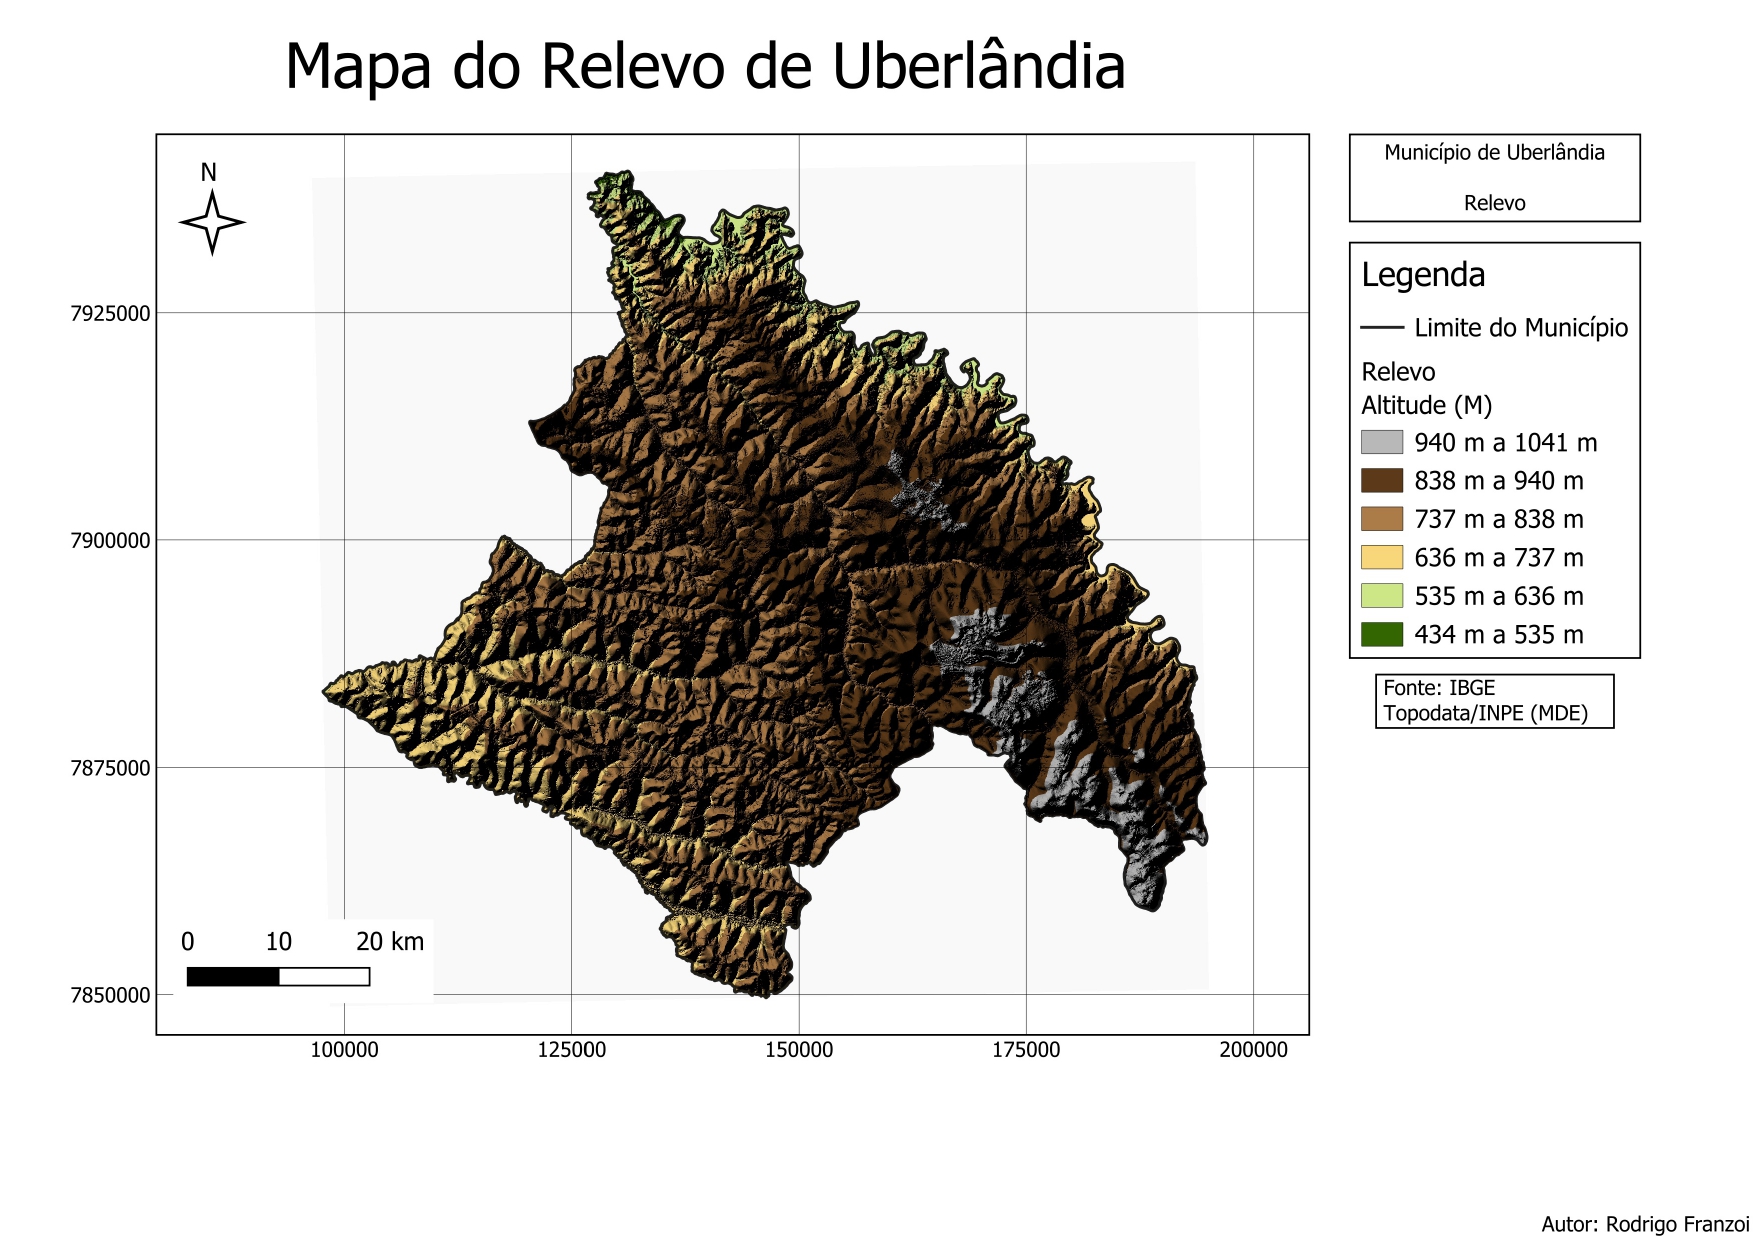 Mapa do Relevo de Uberlândia
Município de Uberlândia
Relevo
N
Legenda
Limite do Município
Relevo
Altitude (M)
940 m a 1041 m
838 m a 940 m
737 m a 838 m
636 m a 737 m
535 m a 636 m
434 m a 535 m
Fonte: IBGE
Topodata/INPE (MDE)
7925000
7900000
7875000
7850000
0 10 20 km
100000 125000 150000 175000 200000
Autor: Rodrigo Franzoi